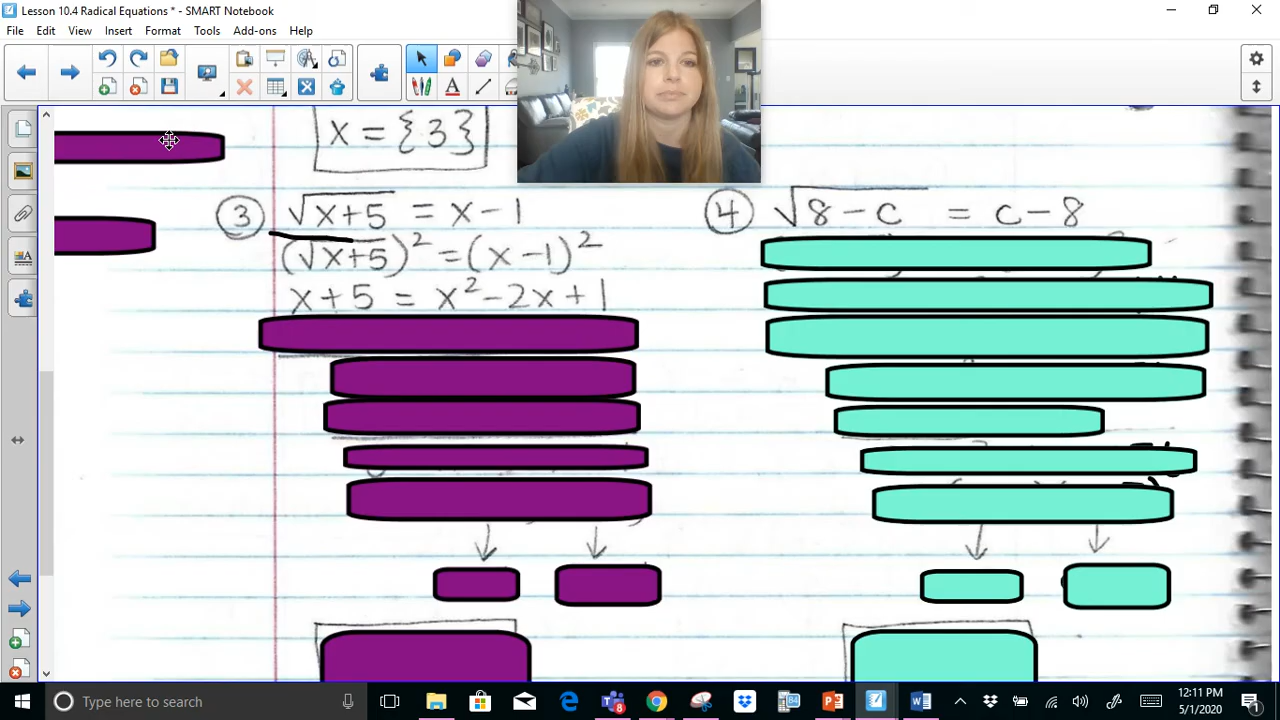 Lesson 10.4 Radical Equations * - SMART Notebook
File Edit View Insert Format Tools Add-ons Help
x = {3}
③ √x+5 = x-1
(√x+5)² = (x-1)²
x+5 = x²-2x+1
④ √8-c = c-8
Type here to search
8
12:11 PM
5/1/2020
1